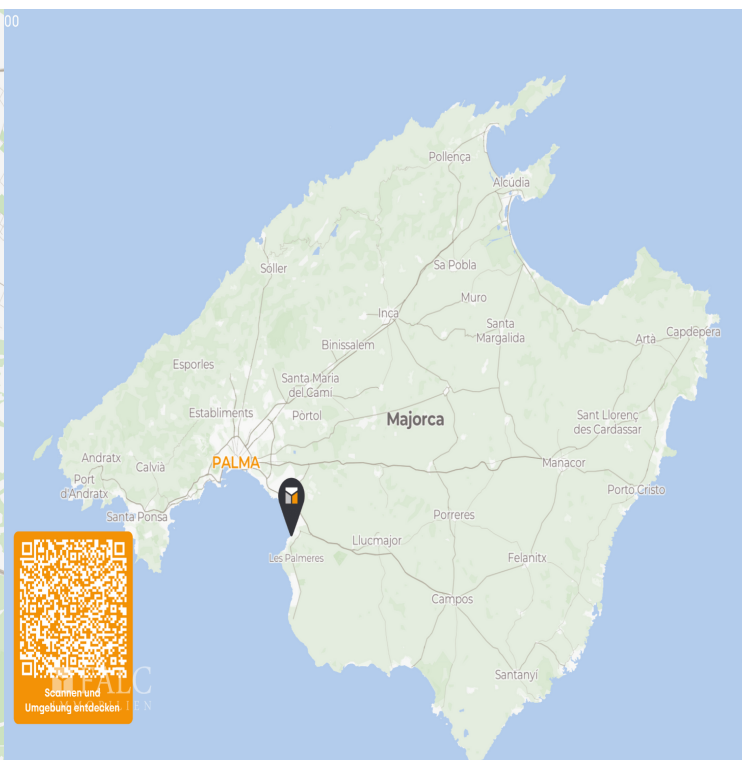 00
Pollença
Alcúdia
Sóller
Sa Pobla
Muro
Inca
Santa
Margalida
Binissalem
Artà
Capdepera
Esporles
Santa Maria
del Camí
Establiments
Pòrtol
Majorca
Sant Llorenç
des Cardassar
Andratx
Calvià
PALMA
Manacor
Port
d'Andratx
Porto Cristo
Santa Ponsa
Porreres
Llucmajor
Les Palmeres
Felanitx
Campos
Santanyí
FALC
IMMOBILIEN
Scannen und
Umgebung entdecken